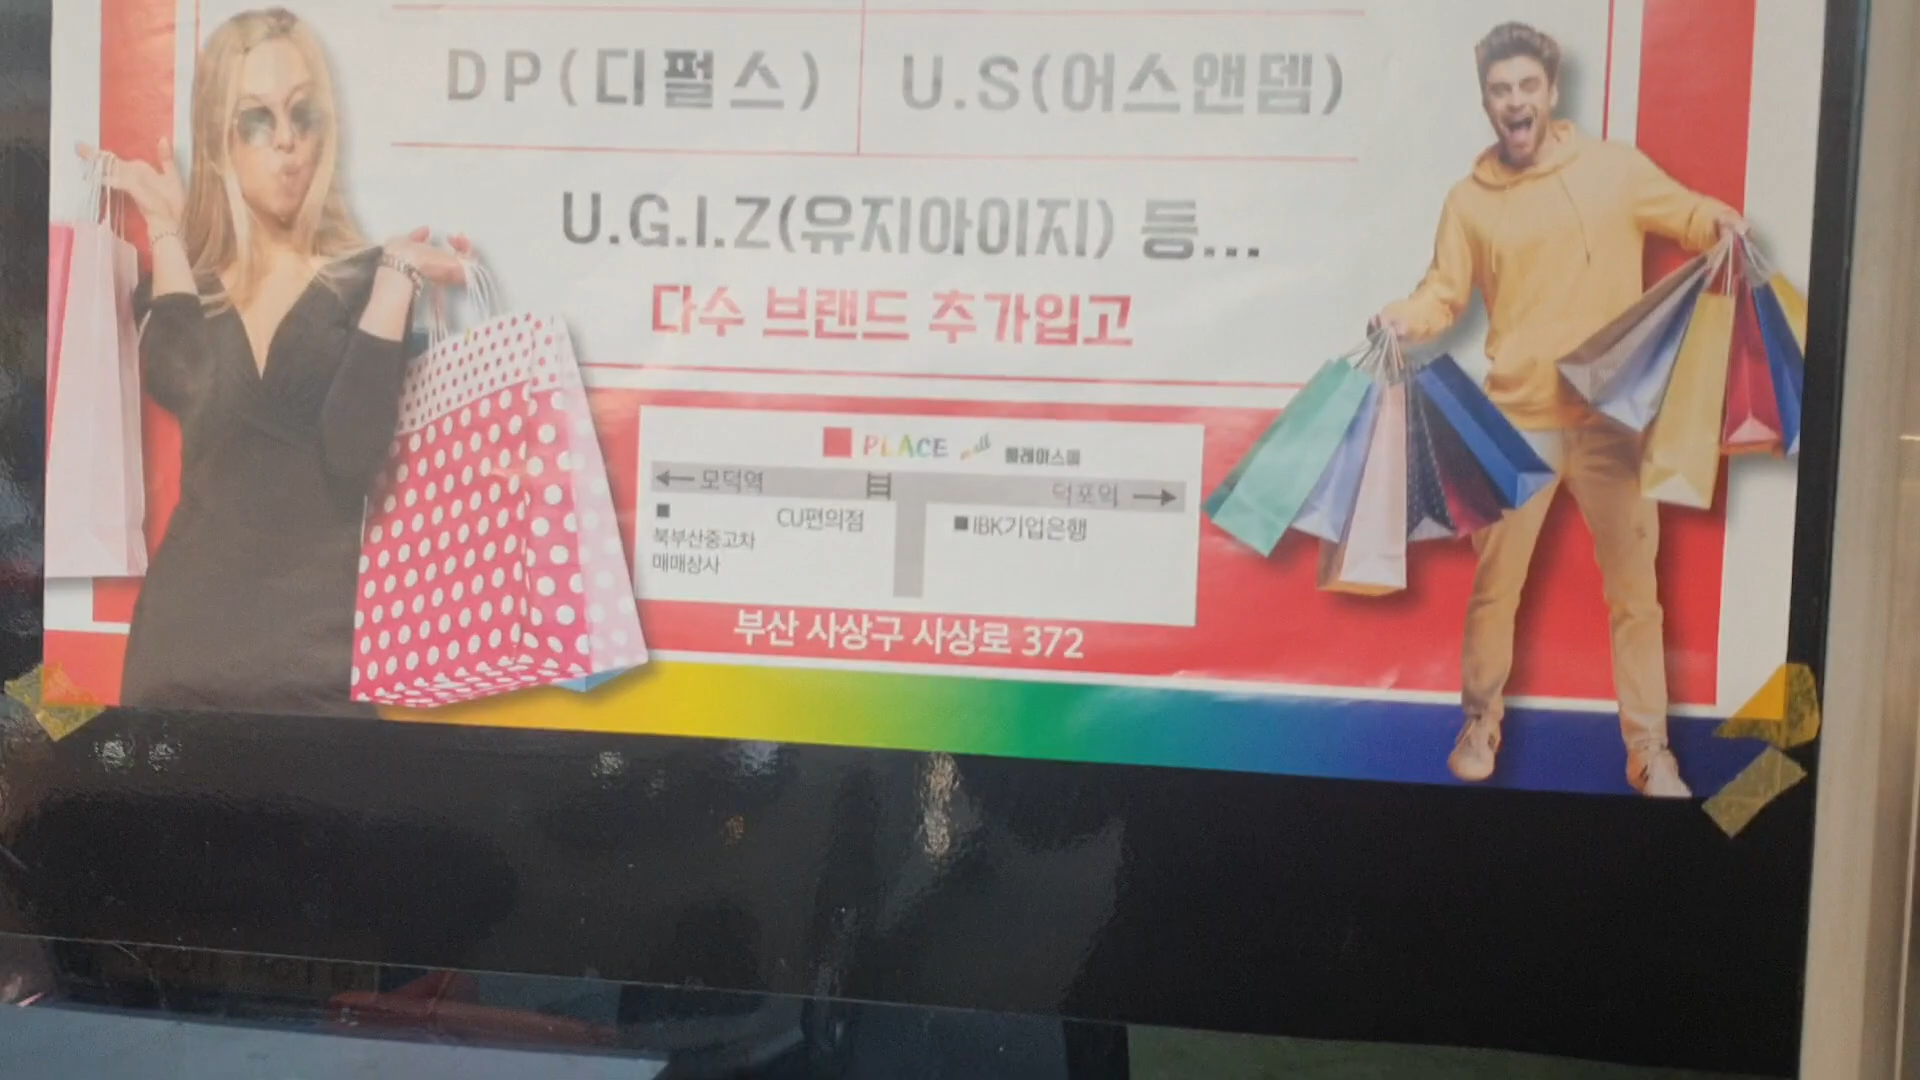 DP(디펄스) U.S(어스앤뎀)
U.G.I.Z(유지아이지) 등...
다수 브랜드 추가입고
PLACE mall 플레이스몰
← 모덕역 덕포역 →
CU편의점 IBK기업은행
북부산중고차
매매상사
부산 사상구 사상로 372